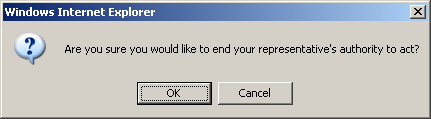 Windows Internet Explorer
Are you sure you would like to end your representative's authority to act?
OK Cancel